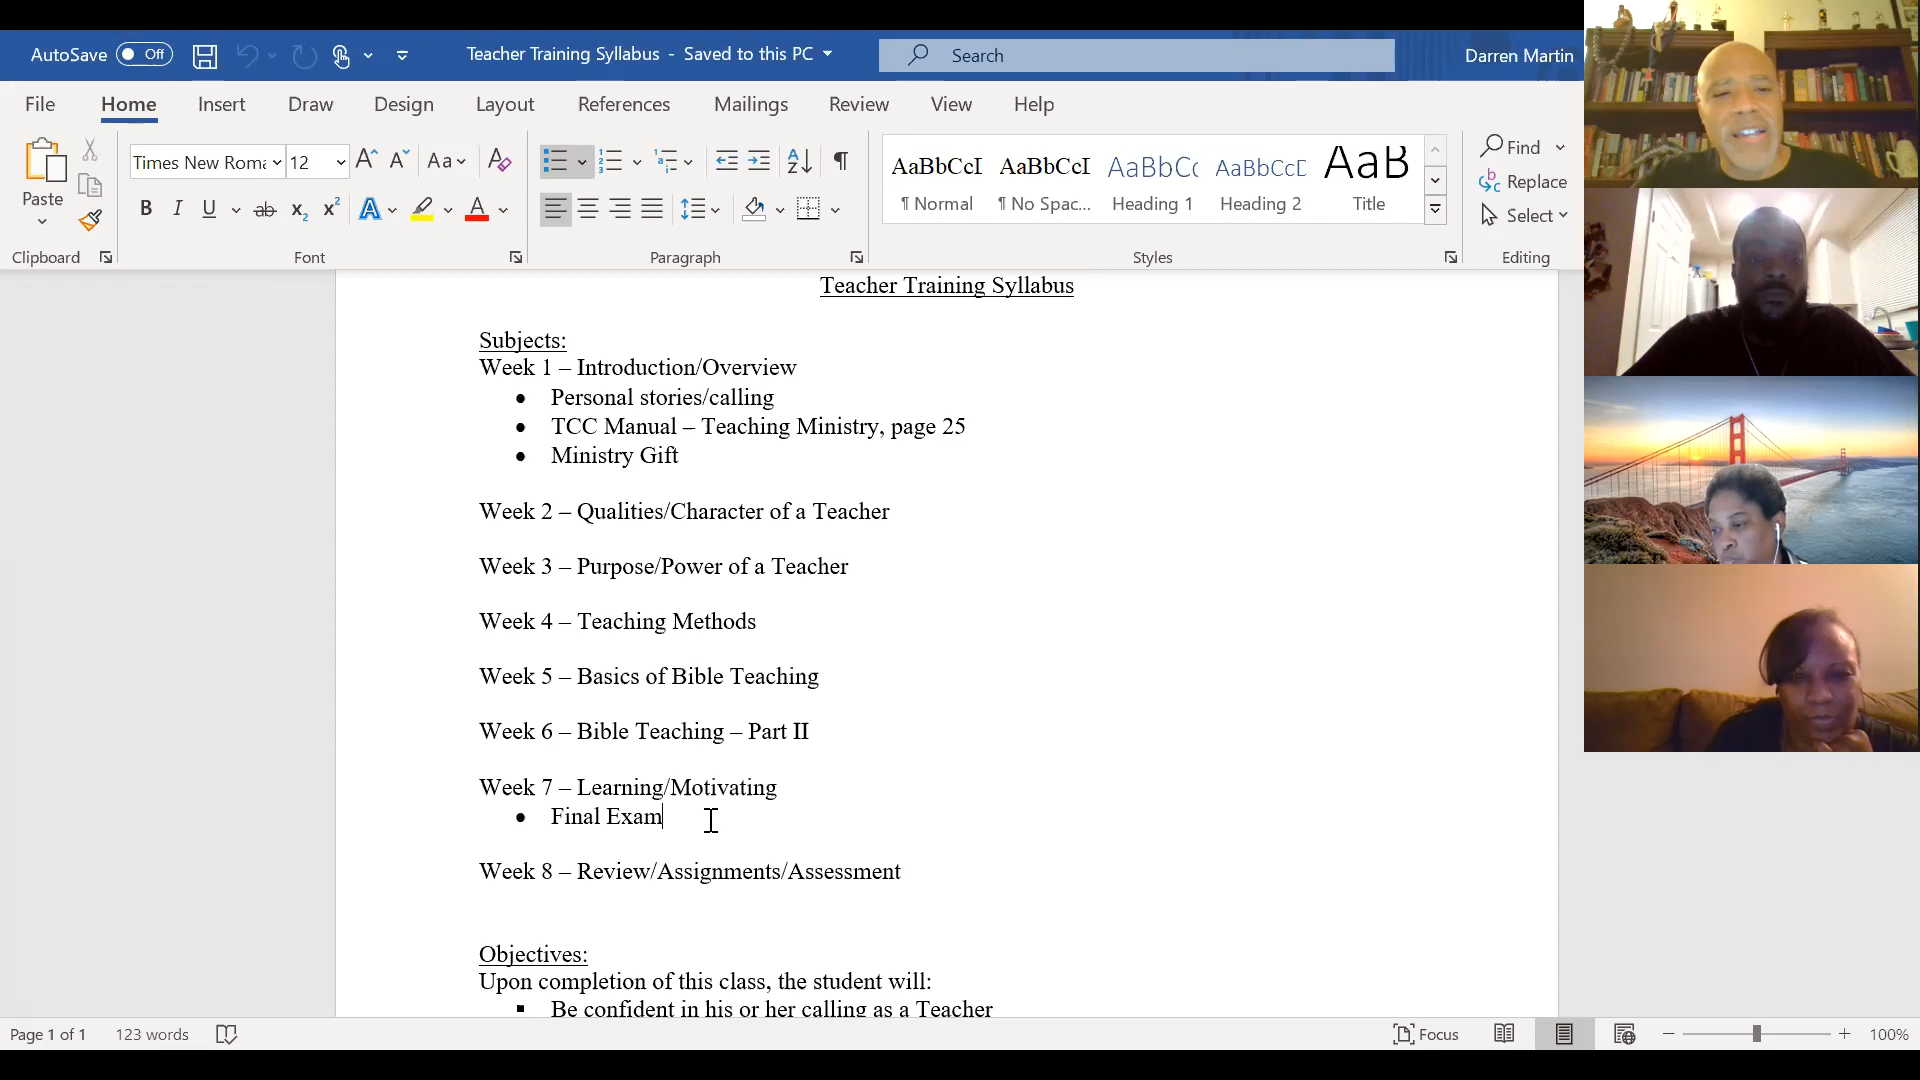 AutoSave Off Teacher Training Syllabus - Saved to this PC Search Darren Martin
File Home Insert Draw Design Layout References Mailings Review View Help
Times New Roma 12 Aa
AaBbCcI AaBbCcI AaBbCc AaBbCcD AaB
Find
Paste
Replace
B I U ab x2 x2 A A
¶ Normal ¶ No Spac... Heading 1 Heading 2 Title
Select
Clipboard Font Paragraph Styles Editing
Teacher Training Syllabus
Subjects:
Week 1 – Introduction/Overview
• Personal stories/calling
• TCC Manual – Teaching Ministry, page 25
• Ministry Gift
Week 2 – Qualities/Character of a Teacher
Week 3 – Purpose/Power of a Teacher
Week 4 – Teaching Methods
Week 5 – Basics of Bible Teaching
Week 6 – Bible Teaching – Part II
Week 7 – Learning/Motivating
• Final Exam
Week 8 – Review/Assignments/Assessment
Objectives:
Upon completion of this class, the student will:
▪ Be confident in his or her calling as a Teacher
Page 1 of 1 123 words Focus 100%